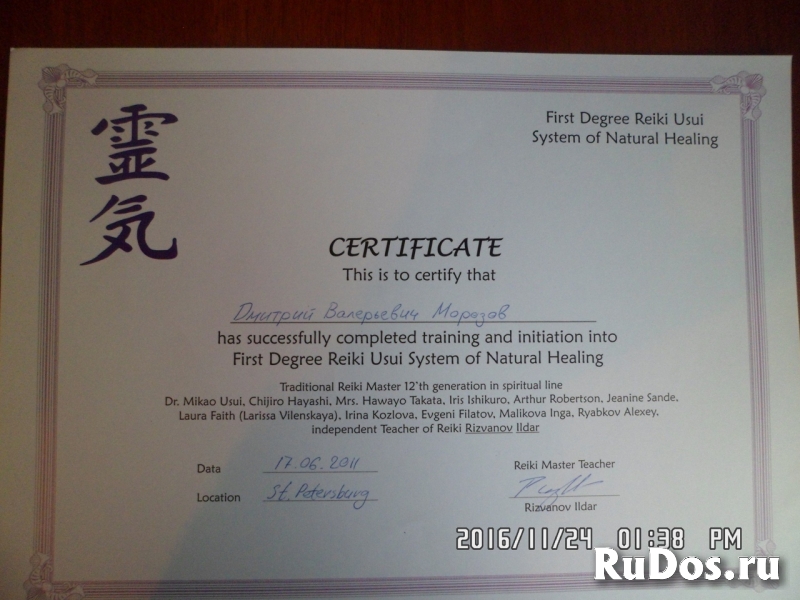 靈
気
First Degree Reiki Usui
System of Natural Healing
CERTIFICATE
This is to certify that
Дмитрий Валерьевич Морозов
has successfully completed training and initiation into
First Degree Reiki Usui System of Natural Healing
Traditional Reiki Master 12'th generation in spiritual line
Dr. Mikao Usui, Chijiro Hayashi, Mrs. Hawayo Takata, Iris Ishikuro, Arthur Robertson, Jeanine Sande,
Laura Faith (Larissa Vilenskaya), Irina Kozlova, Evgeni Filatov, Malikova Inga, Ryabkov Alexey,
independent Teacher of Reiki Rizvanov Ildar
Data 17.06.2011
Location St. Petersburg
Reiki Master Teacher
Rizvanov Ildar
2016/11/24 01:38 PM
RuDos.ru